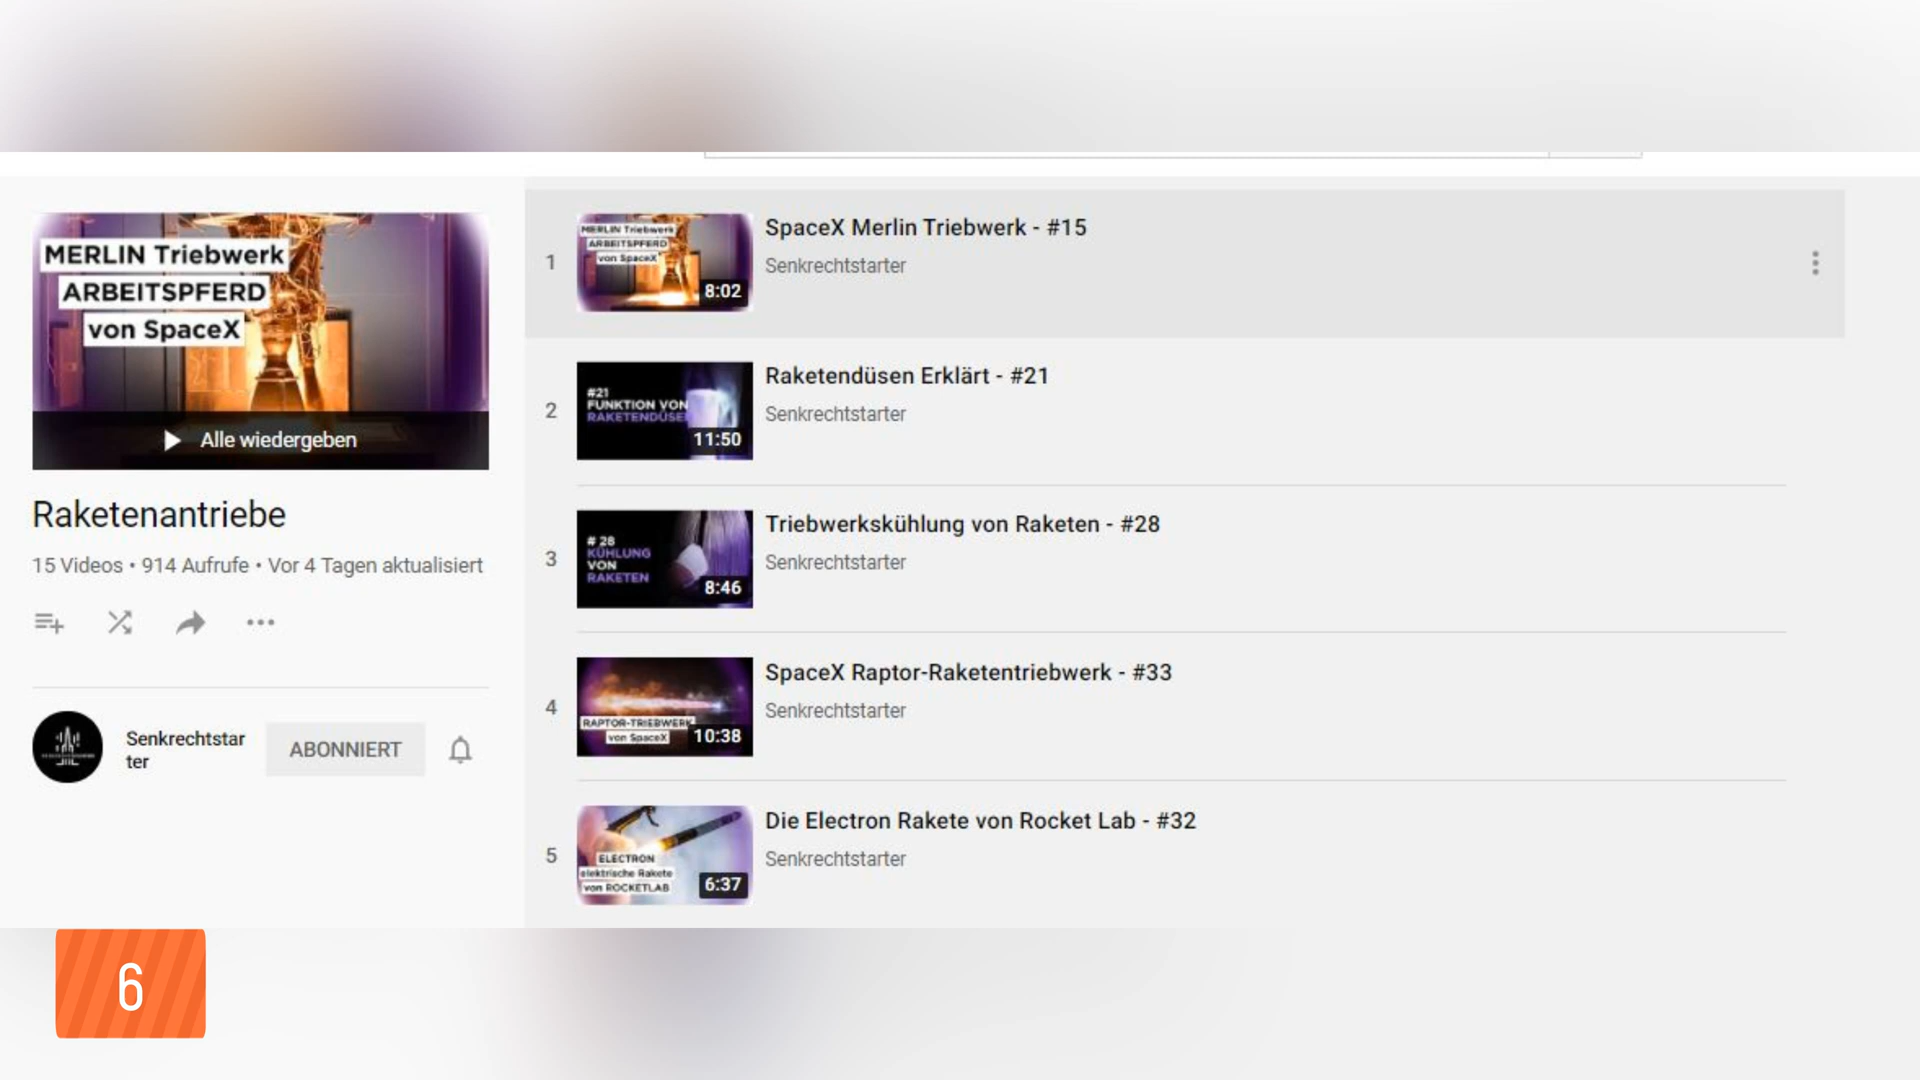 MERLIN Triebwerk
ARBEITSPFERD
von SpaceX
Alle wiedergeben
Raketenantriebe
15 Videos • 914 Aufrufe • Vor 4 Tagen aktualisiert
Senkrechtstar
ter
ABONNIERT
1
MERLIN Triebwerk
ARBEITSPFERD
von SpaceX
8:02
SpaceX Merlin Triebwerk - #15
Senkrechtstarter
2
#21
FUNKTION VON
RAKETENDÜSEN
11:50
Raketendüsen Erklärt - #21
Senkrechtstarter
3
# 28
KÜHLUNG
VON
RAKETEN
8:46
Triebwerkskühlung von Raketen - #28
Senkrechtstarter
4
RAPTOR-TRIEBWERK
von SpaceX
10:38
SpaceX Raptor-Raketentriebwerk - #33
Senkrechtstarter
5
ELECTRON
elektrische Rakete
von ROCKETLAB
6:37
Die Electron Rakete von Rocket Lab - #32
Senkrechtstarter
6